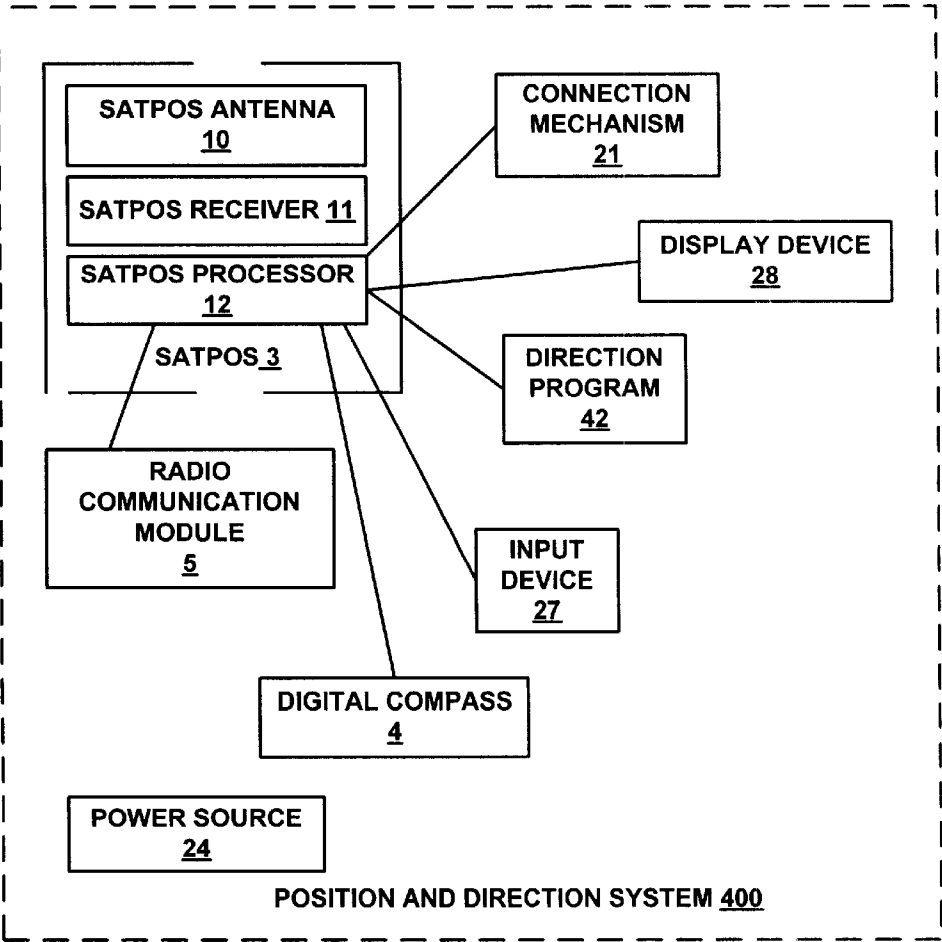 SATPOS ANTENNA
10
SATPOS RECEIVER 11
SATPOS PROCESSOR
12
SATPOS 3
CONNECTION
MECHANISM
21
DISPLAY DEVICE
28
DIRECTION
PROGRAM
42
RADIO
COMMUNICATION
MODULE
5
INPUT
DEVICE
27
DIGITAL COMPASS
4
POWER SOURCE
24
POSITION AND DIRECTION SYSTEM 400